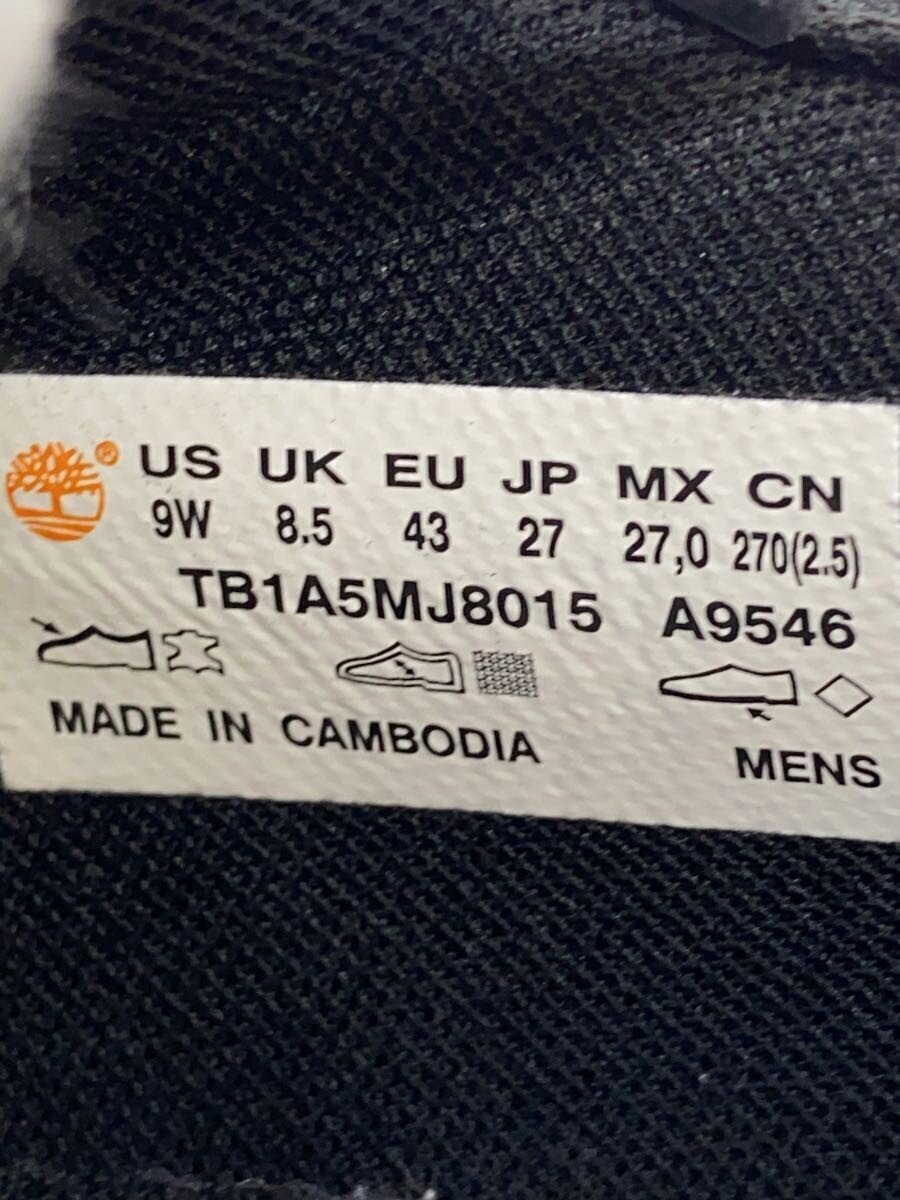 ® US UK EU JP MX CN
9W 8.5 43 27 27,0 270(2.5)
TB1A5MJ8015 A9546
MADE IN CAMBODIA MENS